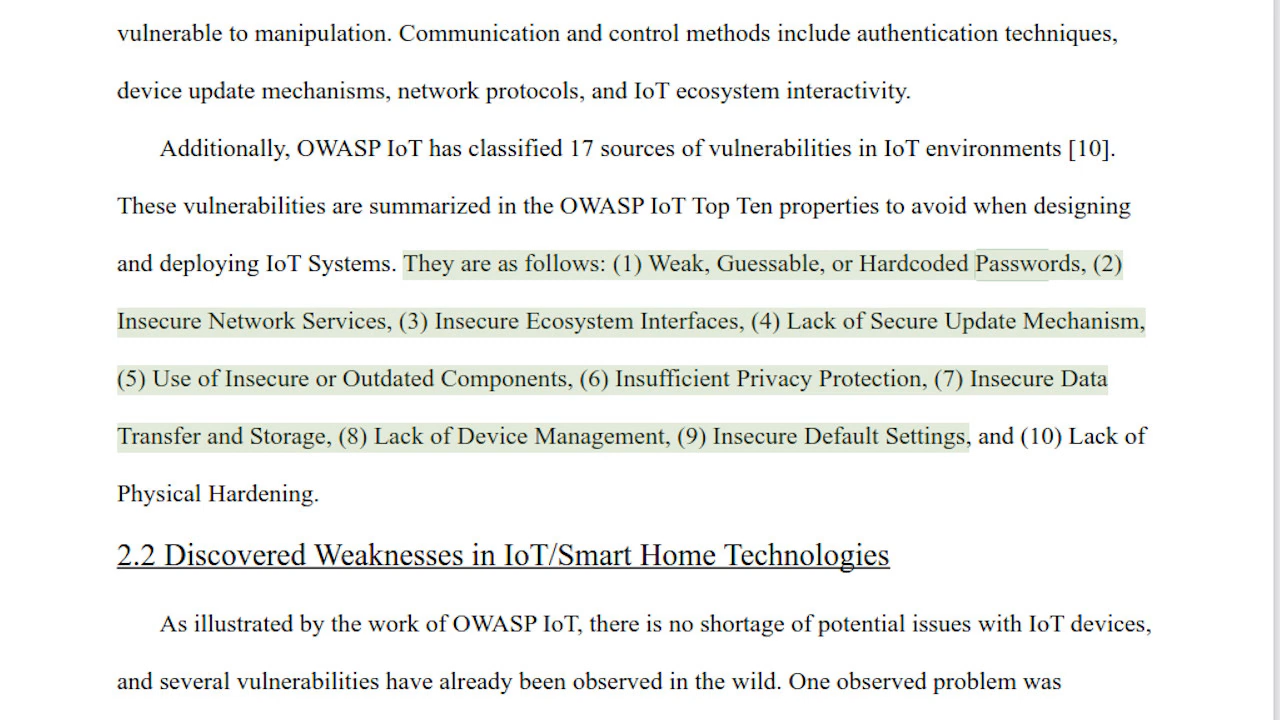 vulnerable to manipulation. Communication and control methods include authentication techniques,
device update mechanisms, network protocols, and IoT ecosystem interactivity.
Additionally, OWASP IoT has classified 17 sources of vulnerabilities in IoT environments [10].
These vulnerabilities are summarized in the OWASP IoT Top Ten properties to avoid when designing
and deploying IoT Systems. They are as follows: (1) Weak, Guessable, or Hardcoded Passwords, (2)
Insecure Network Services, (3) Insecure Ecosystem Interfaces, (4) Lack of Secure Update Mechanism,
(5) Use of Insecure or Outdated Components, (6) Insufficient Privacy Protection, (7) Insecure Data
Transfer and Storage, (8) Lack of Device Management, (9) Insecure Default Settings, and (10) Lack of
Physical Hardening.
2.2 Discovered Weaknesses in IoT/Smart Home Technologies
As illustrated by the work of OWASP IoT, there is no shortage of potential issues with IoT devices,
and several vulnerabilities have already been observed in the wild. One observed problem was